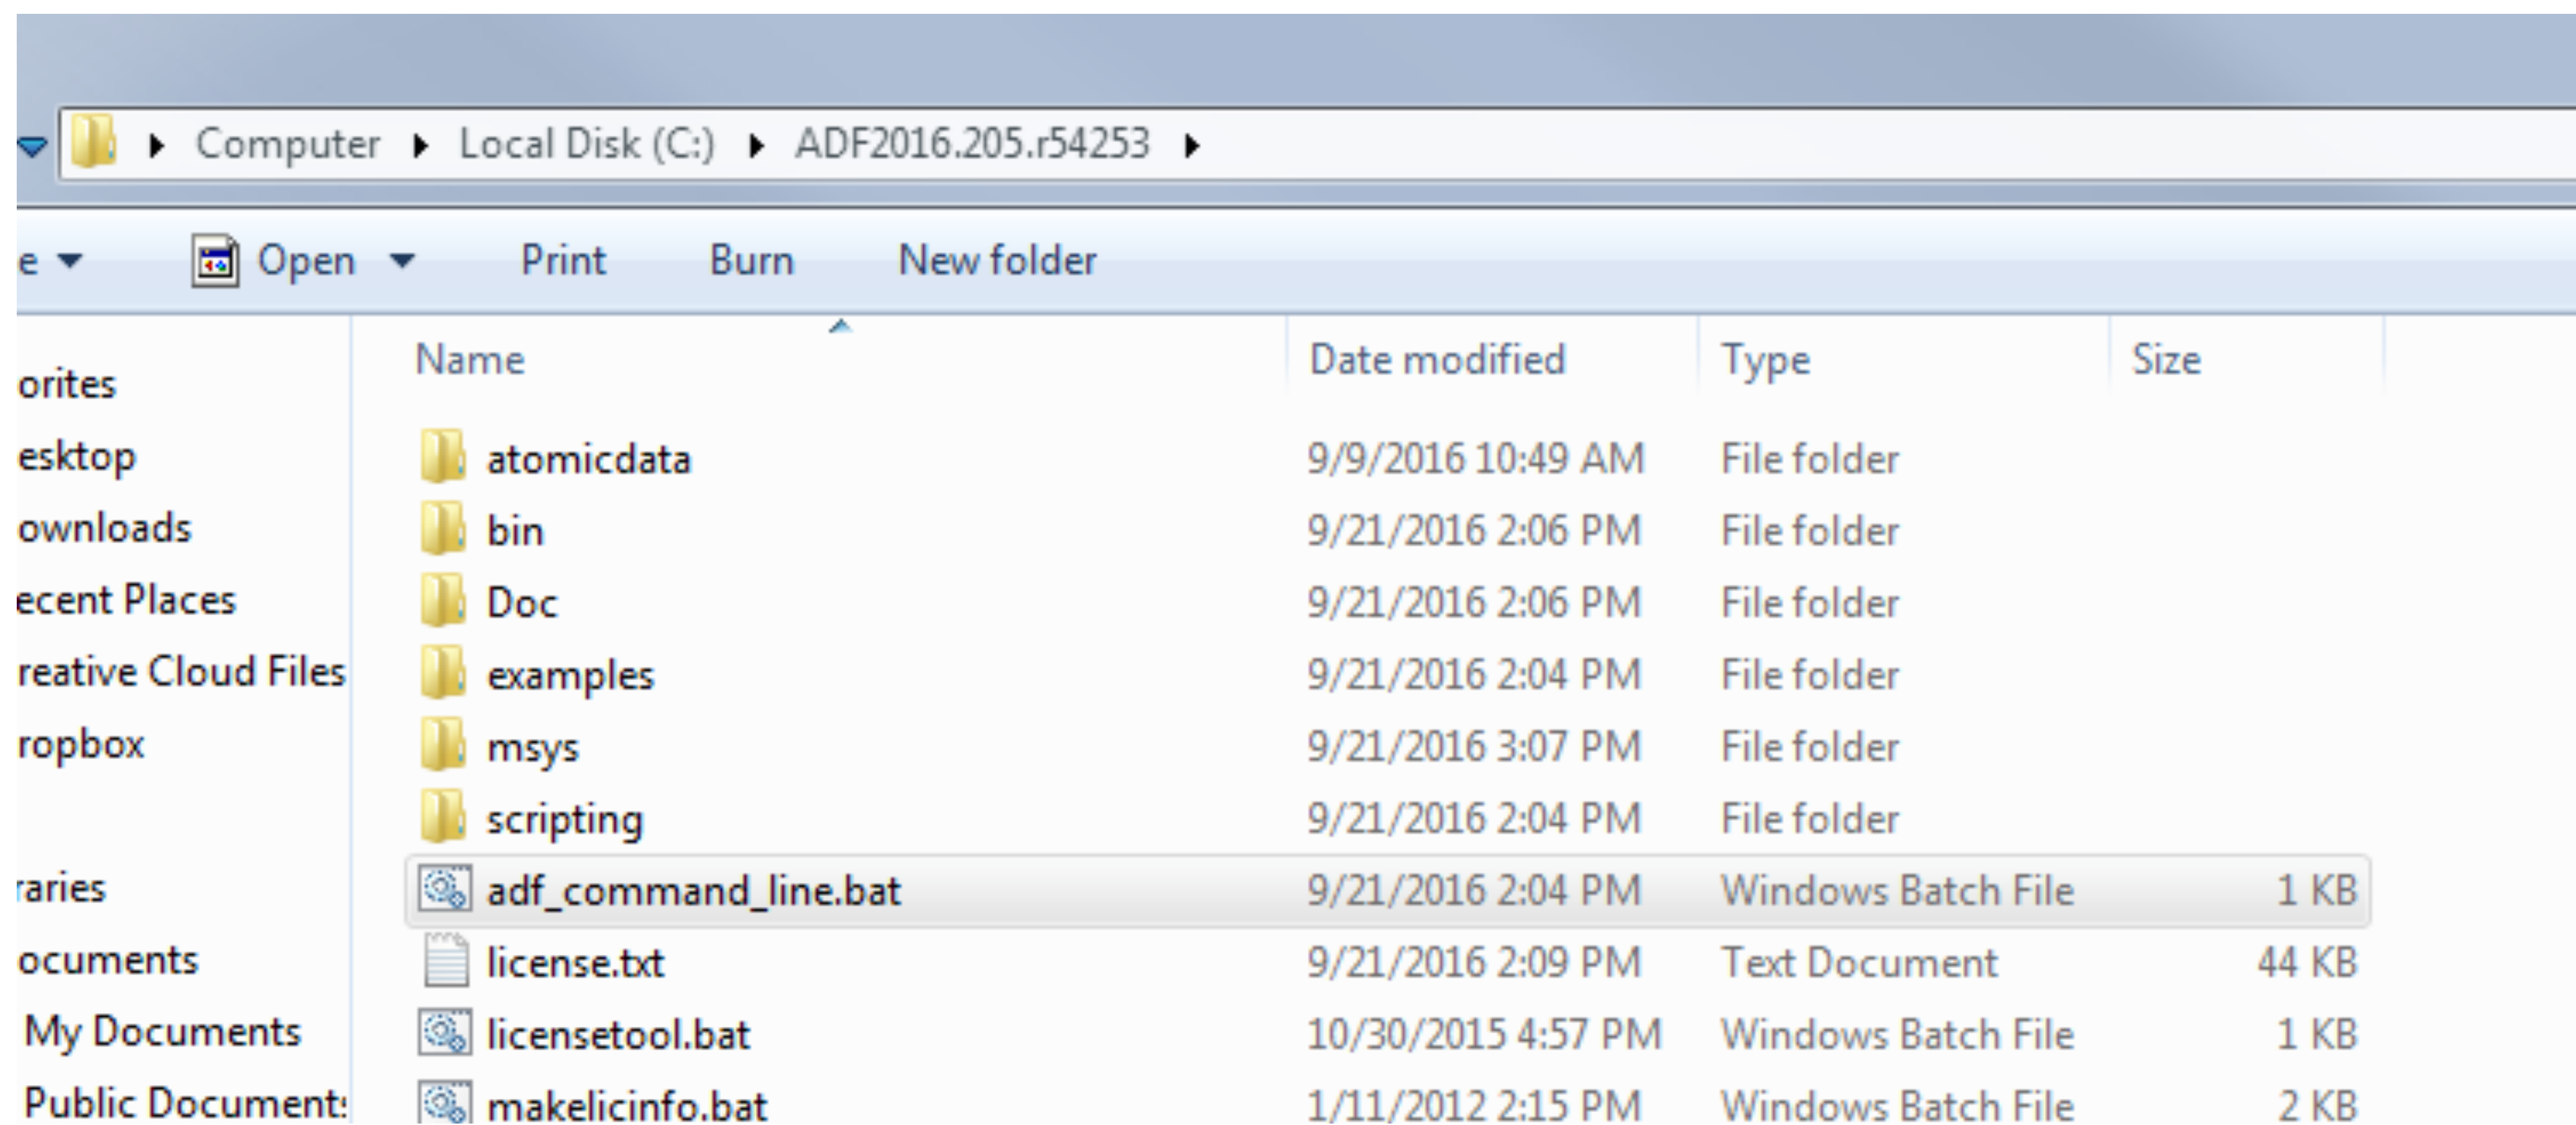 Computer Local Disk (C:) ADF2016.205.r54253
e Open Print Burn New folder
Name Date modified Type Size
orites
esktop
ownloads
ecent Places
reative Cloud Files
ropbox
raries
ocuments
My Documents
Public Documents
atomicdata 9/9/2016 10:49 AM File folder
bin 9/21/2016 2:06 PM File folder
Doc 9/21/2016 2:06 PM File folder
examples 9/21/2016 2:04 PM File folder
msys 9/21/2016 3:07 PM File folder
scripting 9/21/2016 2:04 PM File folder
adf_command_line.bat 9/21/2016 2:04 PM Windows Batch File 1 KB
license.txt 9/21/2016 2:09 PM Text Document 44 KB
licensetool.bat 10/30/2015 4:57 PM Windows Batch File 1 KB
makelicinfo.bat 1/11/2012 2:15 PM Windows Batch File 2 KB